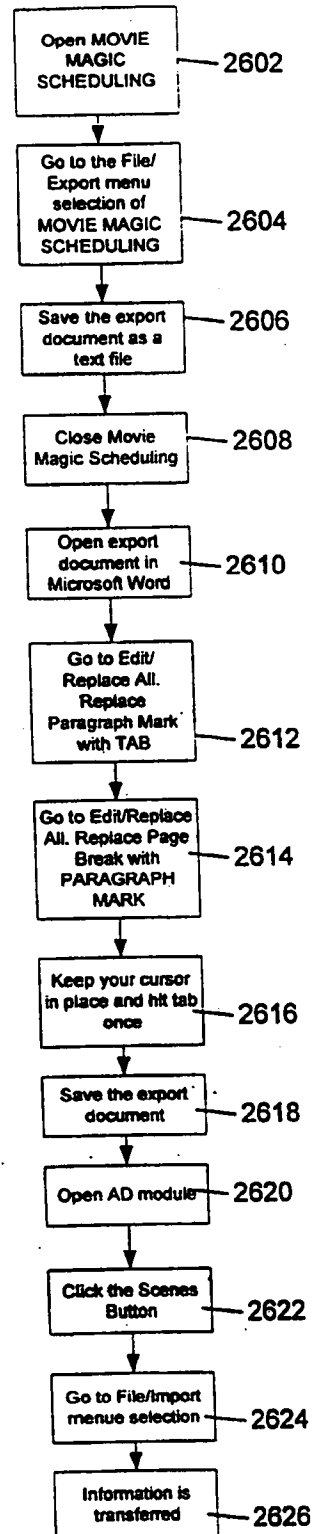 Open MOVIE
MAGIC
SCHEDULING
2602
Go to the File/
Export menu
selection of
MOVIE MAGIC
SCHEDULING
2604
Save the export
document as a
text file
2606
Close Movie
Magic Scheduling
2608
Open export
document in
Microsoft Word
2610
Go to Edit/
Replace All.
Replace
Paragraph Mark
with TAB
2612
Go to Edit/Replace
All. Replace Page
Break with
PARAGRAPH
MARK
2614
Keep your cursor
in place and hit tab
once
2616
Save the export
document
2618
Open AD module
2620
Click the Scenes
Button
2622
Go to File/Import
menue selection
2624
Information is
transferred
2626